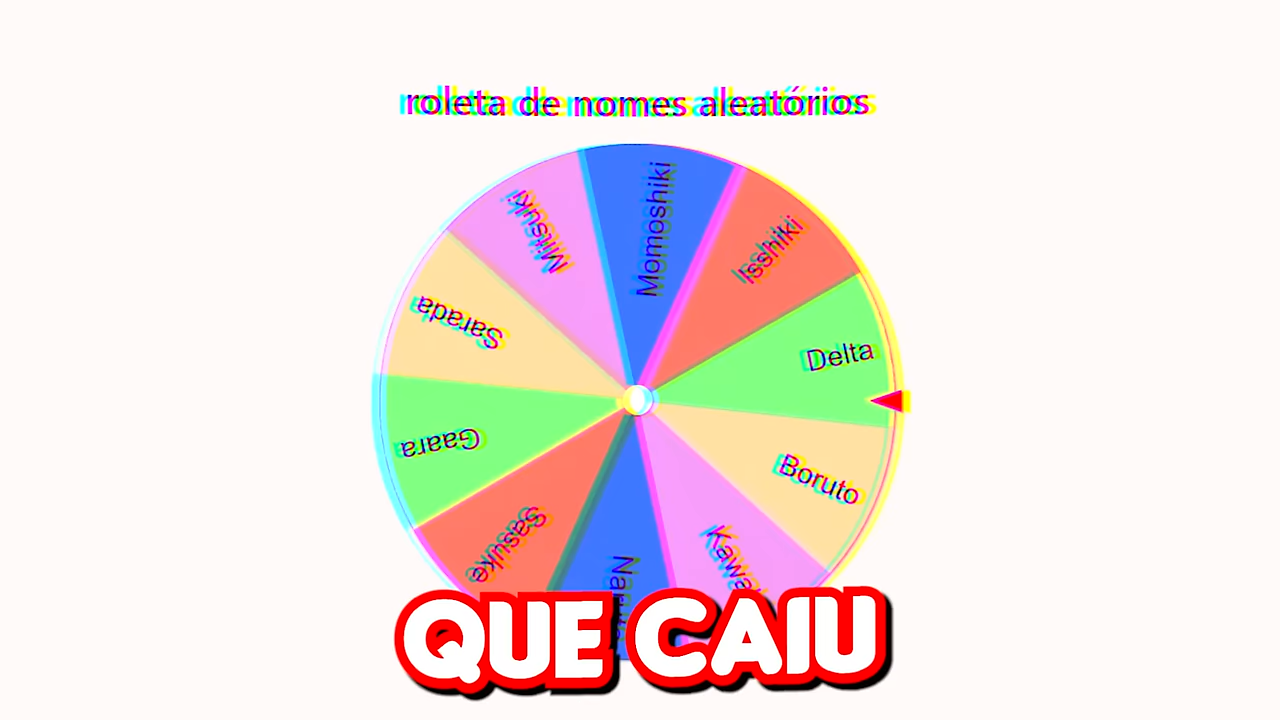 roleta de nomes aleatórios
Momoshiki
Isshiki
Delta
Boruto
Sasuke
Gaara
Sarada
Mitsuki
QUE CAIU